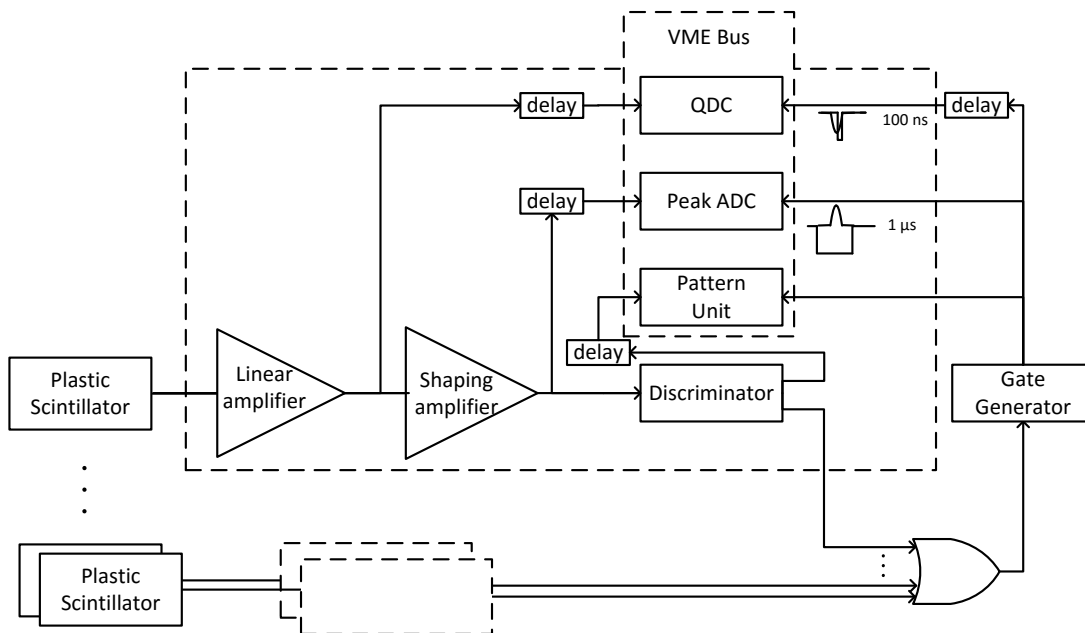 VME Bus
delay
QDC
delay
100 ns
delay
Peak ADC
1 µs
Pattern
Unit
delay
Plastic
Scintillator
Linear
amplifier
Shaping
amplifier
Discriminator
Gate
Generator
Plastic
Scintillator